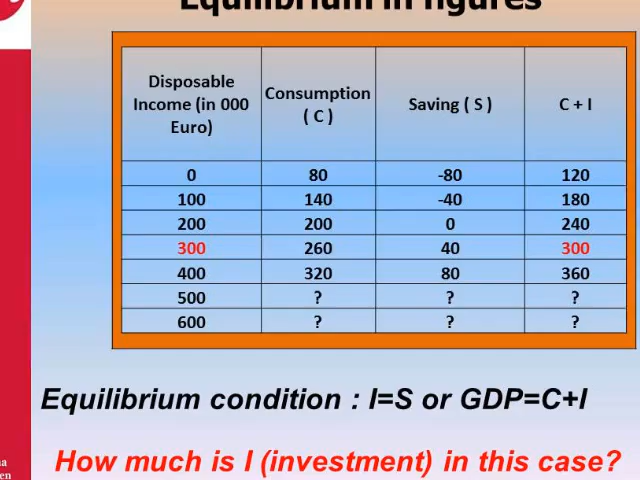 Equilibrium in figures
Disposable Income (in 000 Euro) Consumption ( C ) Saving ( S ) C + I
0 80 -80 120
100 140 -40 180
200 200 0 240
300 260 40 300
400 320 80 360
500 ? ? ?
600 ? ? ?
Equilibrium condition : I=S or GDP=C+I
How much is I (investment) in this case?